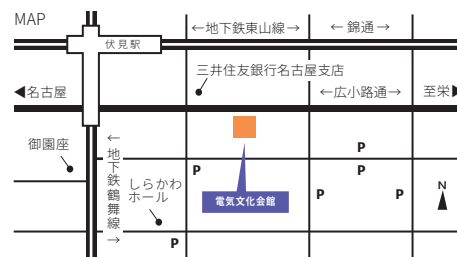 MAP
←地下鉄東山線→
←錦通→
伏見駅
三井住友銀行名古屋支店
◀名古屋
←広小路通→
至栄▶
御園座
←地下鉄鶴舞線→
P
P
P
しらかわ
ホール
P
P
電気文化会館
N
P